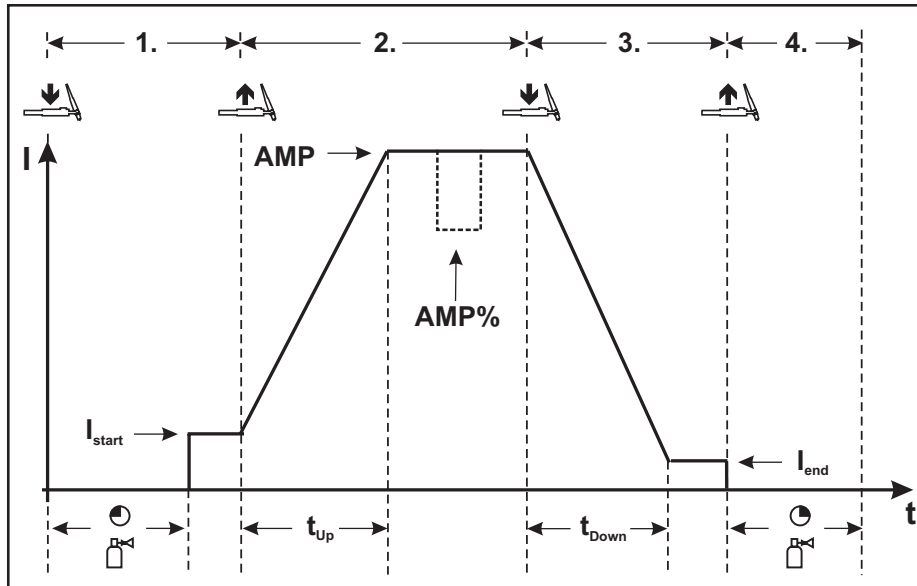 1. 2. 3. 4.
I
AMP
AMP%
Istart
Iend
t
tUp
tDown